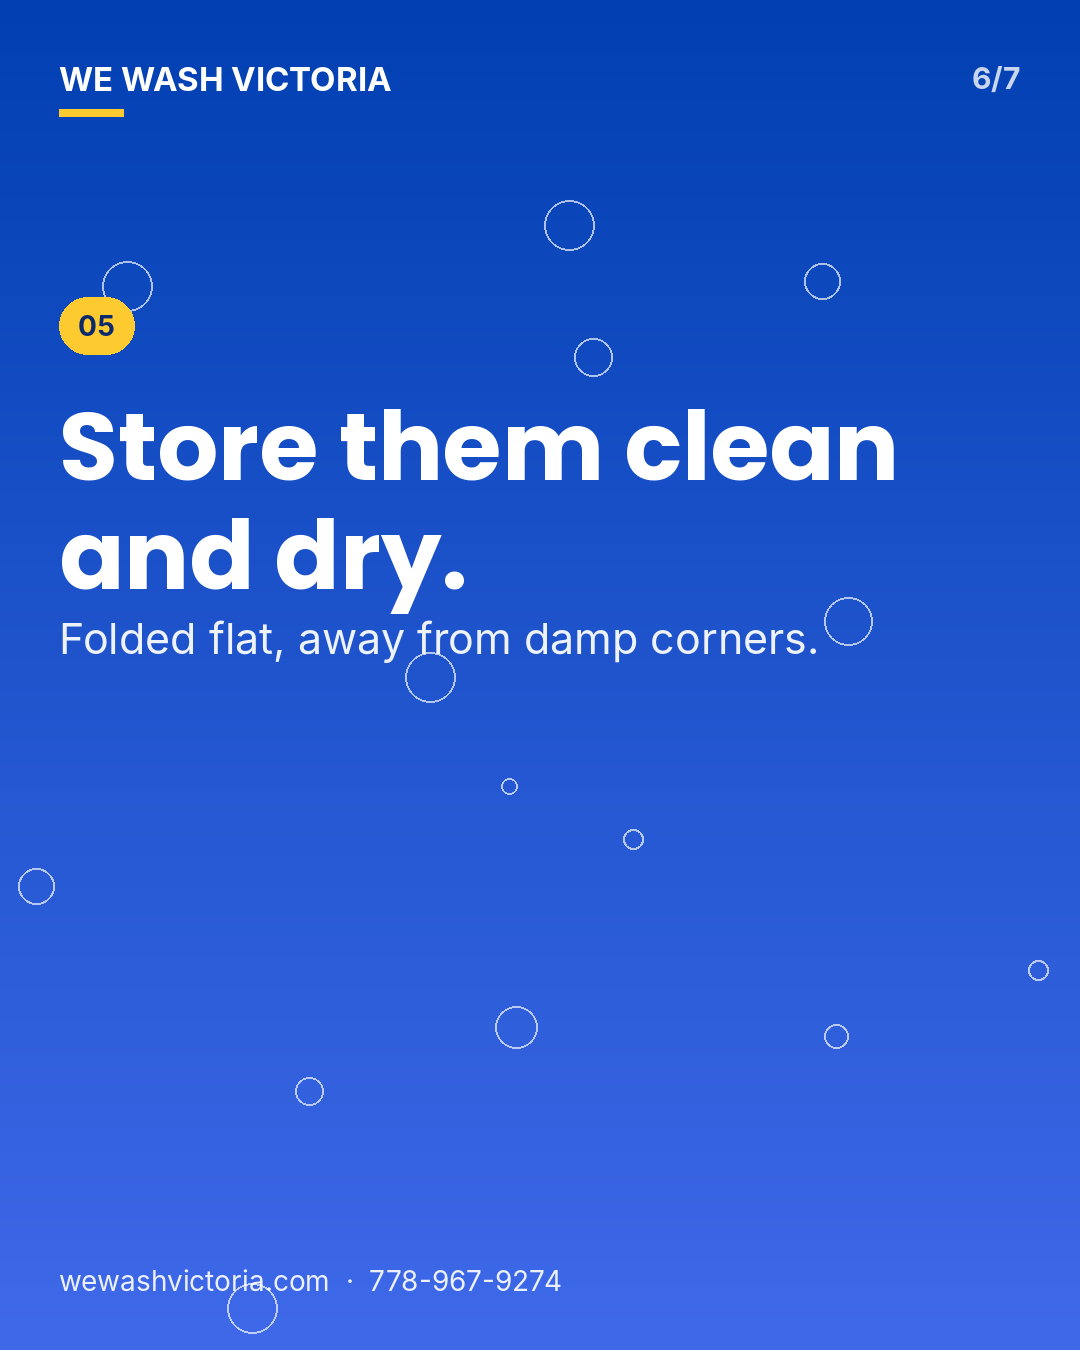 WE WASH VICTORIA
6/7
05
Store them clean
and dry.
Folded flat, away from damp corners.
wewashvictoria.com · 778-967-9274